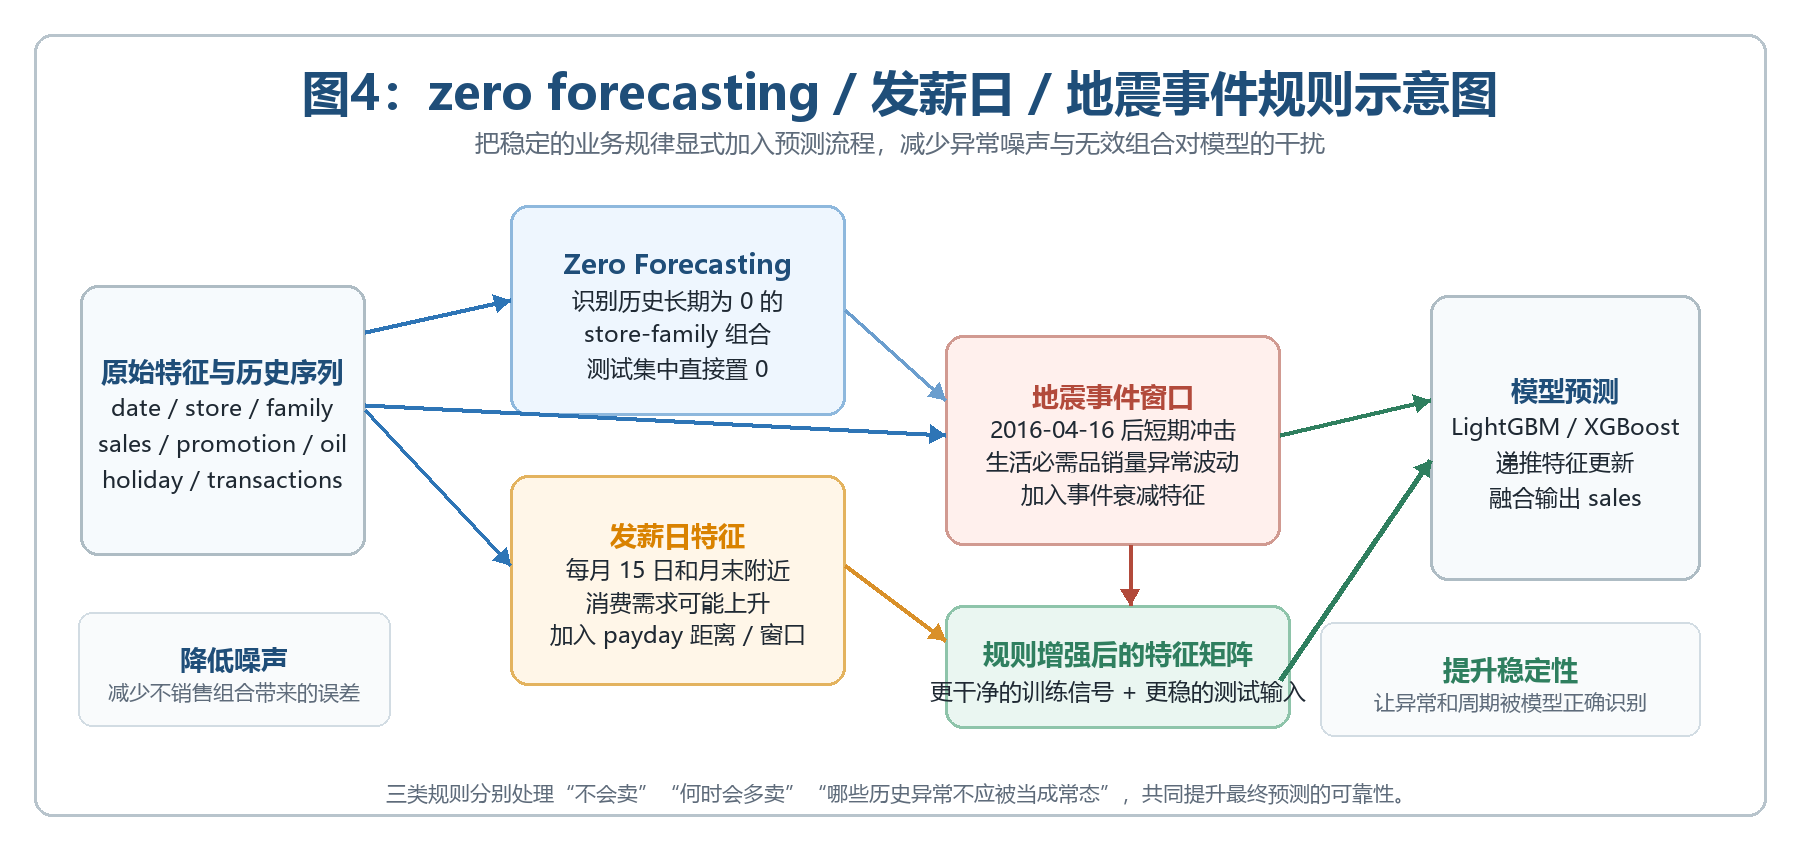 图4：zero forecasting / 发薪日 / 地震事件规则示意图
把稳定的业务规律显式加入预测流程，减少异常噪声与无效组合对模型的干扰
原始特征与历史序列
date / store / family
sales / promotion / oil
holiday / transactions
Zero Forecasting
识别历史长期为 0 的
store-family 组合
测试集中直接置 0
发薪日特征
每月 15 日和月末附近
消费需求可能上升
加入 payday 距离 / 窗口
地震事件窗口
2016-04-16 后短期冲击
生活必需品销量异常波动
加入事件衰减特征
规则增强后的特征矩阵
更干净的训练信号 + 更稳的测试输入
模型预测
LightGBM / XGBoost
递推特征更新
融合输出 sales
降低噪声
减少不销售组合带来的误差
提升稳定性
让异常和周期被模型正确识别
三类规则分别处理“不会卖”“何时会多卖”“哪些历史异常不应被当成常态”，共同提升最终预测的可靠性。